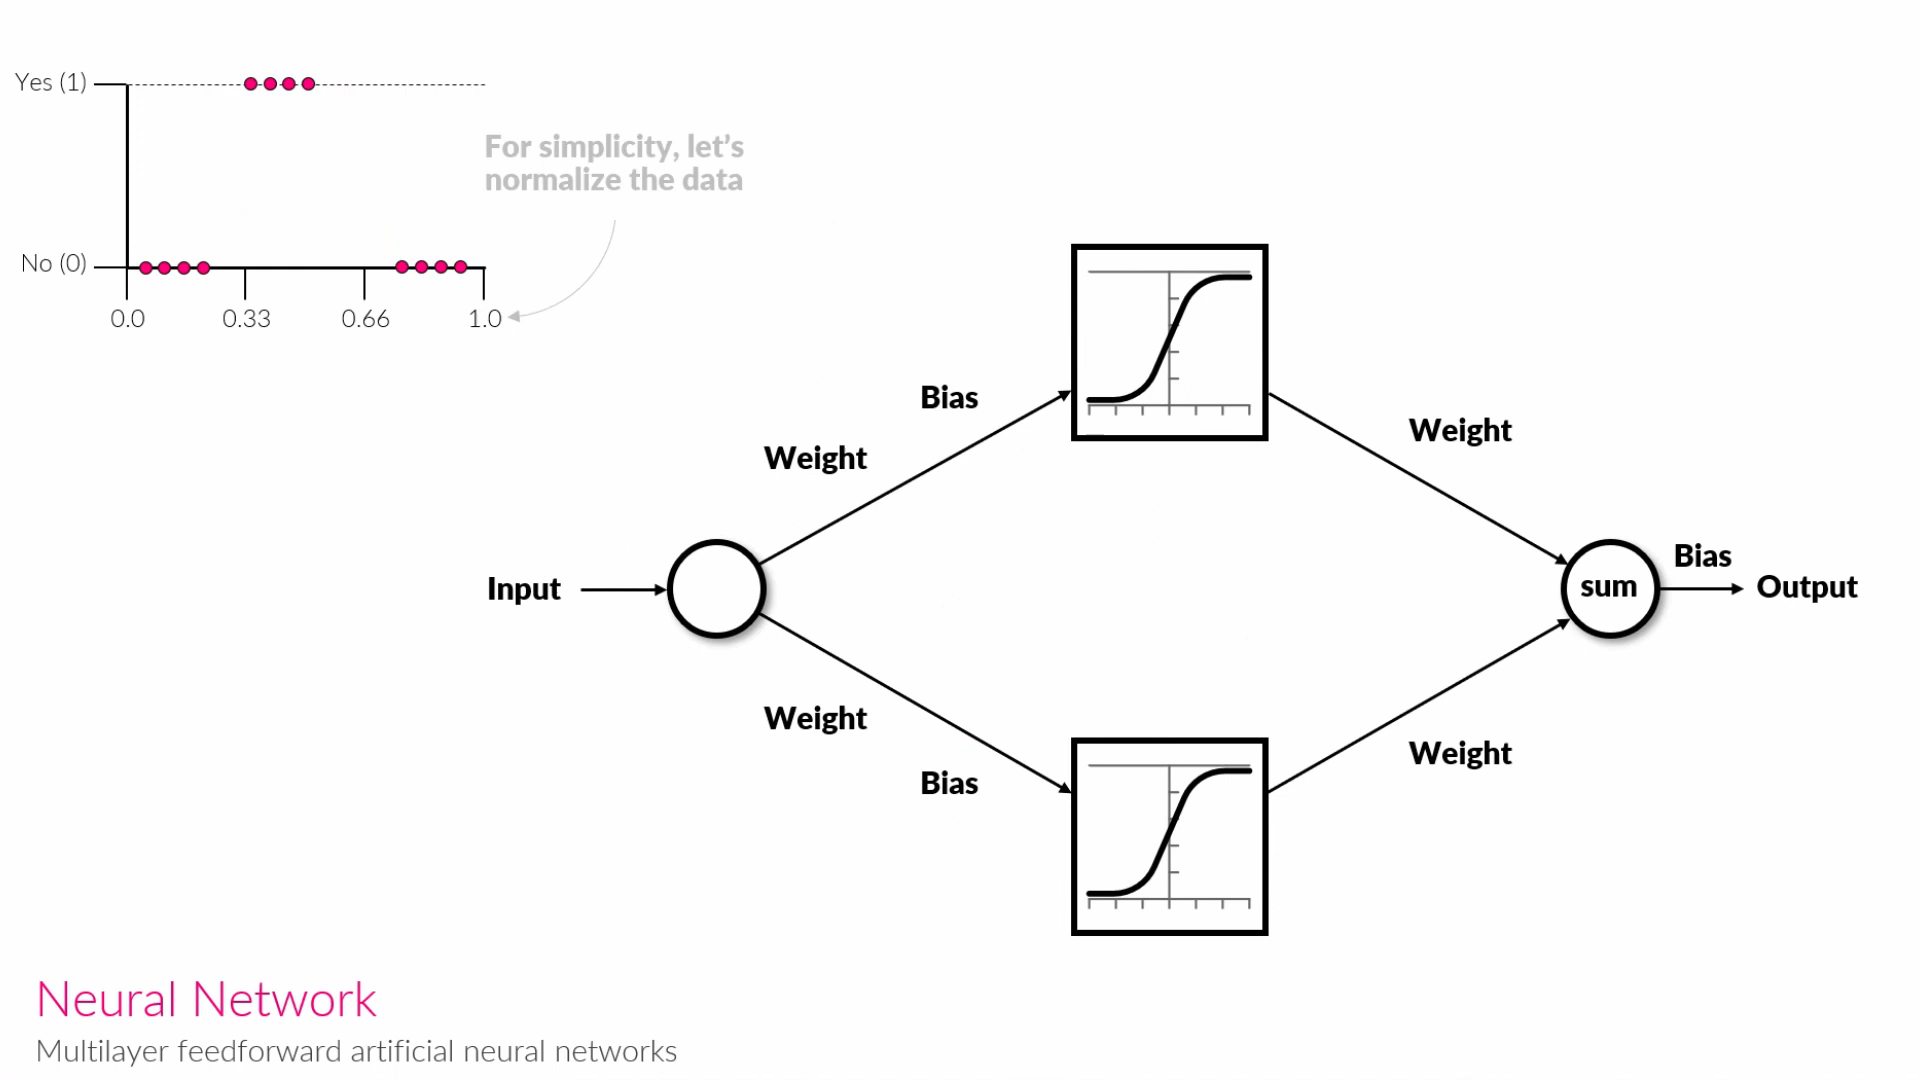 Yes (1)
For simplicity, let's
normalize the data
No (0)
0.0 0.33 0.66 1.0
Bias
Weight
Weight
Input
sum
Bias
Output
Weight
Bias
Weight
Neural Network
Multilayer feedforward artificial neural networks